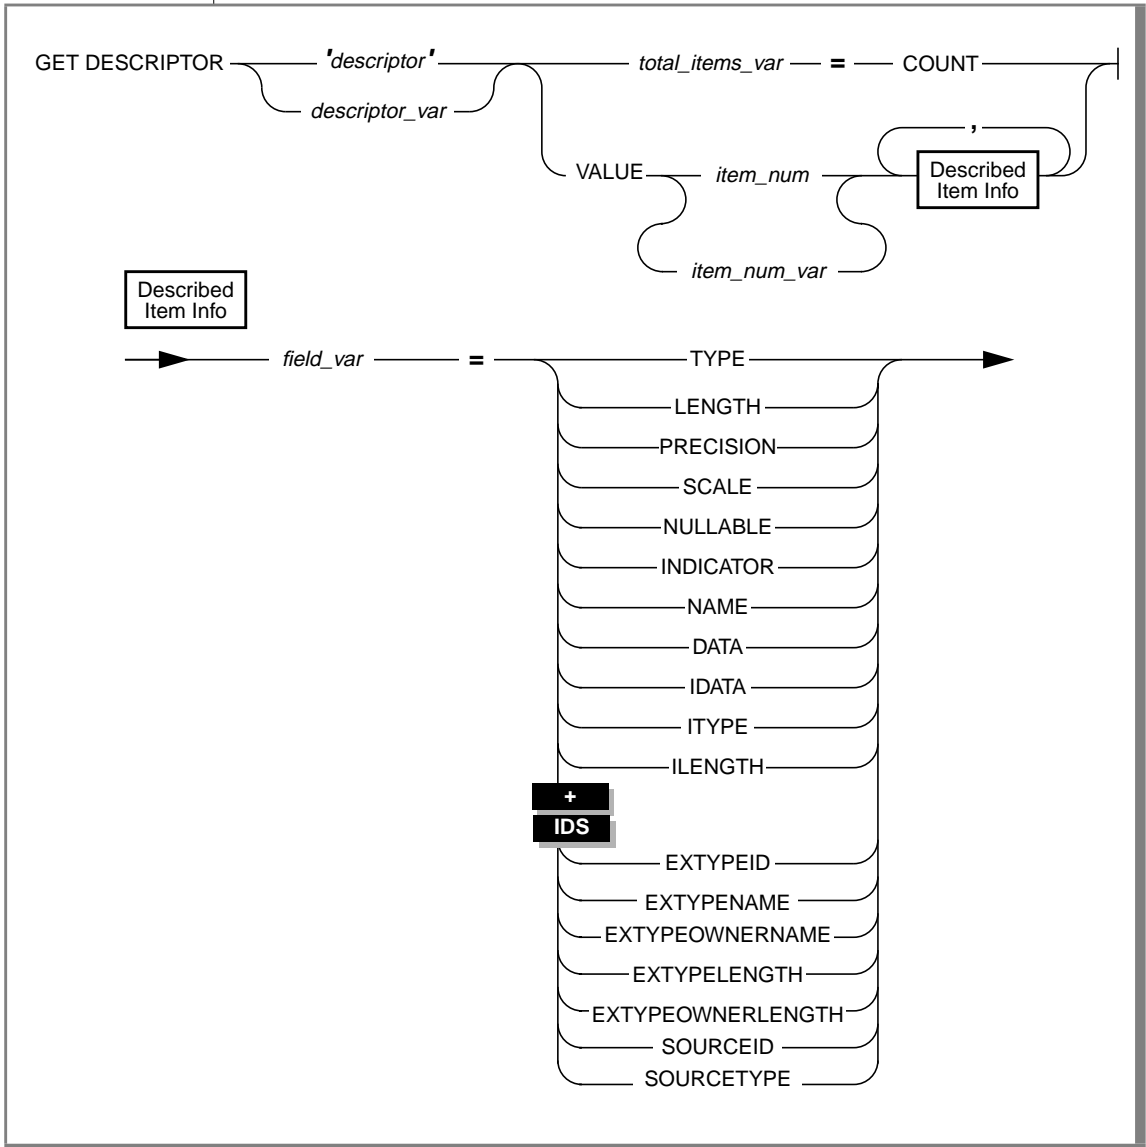 GET DESCRIPTOR 'descriptor' total_items_var = COUNT
descriptor_var
,
VALUE item_num Described
Item Info
item_num_var
Described
Item Info
field_var = TYPE
LENGTH
PRECISION
SCALE
NULLABLE
INDICATOR
NAME
DATA
IDATA
ITYPE
ILENGTH
+
IDS
EXTYPEID
EXTYPENAME
EXTYPEOWNERNAME
EXTYPELENGTH
EXTYPEOWNERLENGTH
SOURCEID
SOURCETYPE